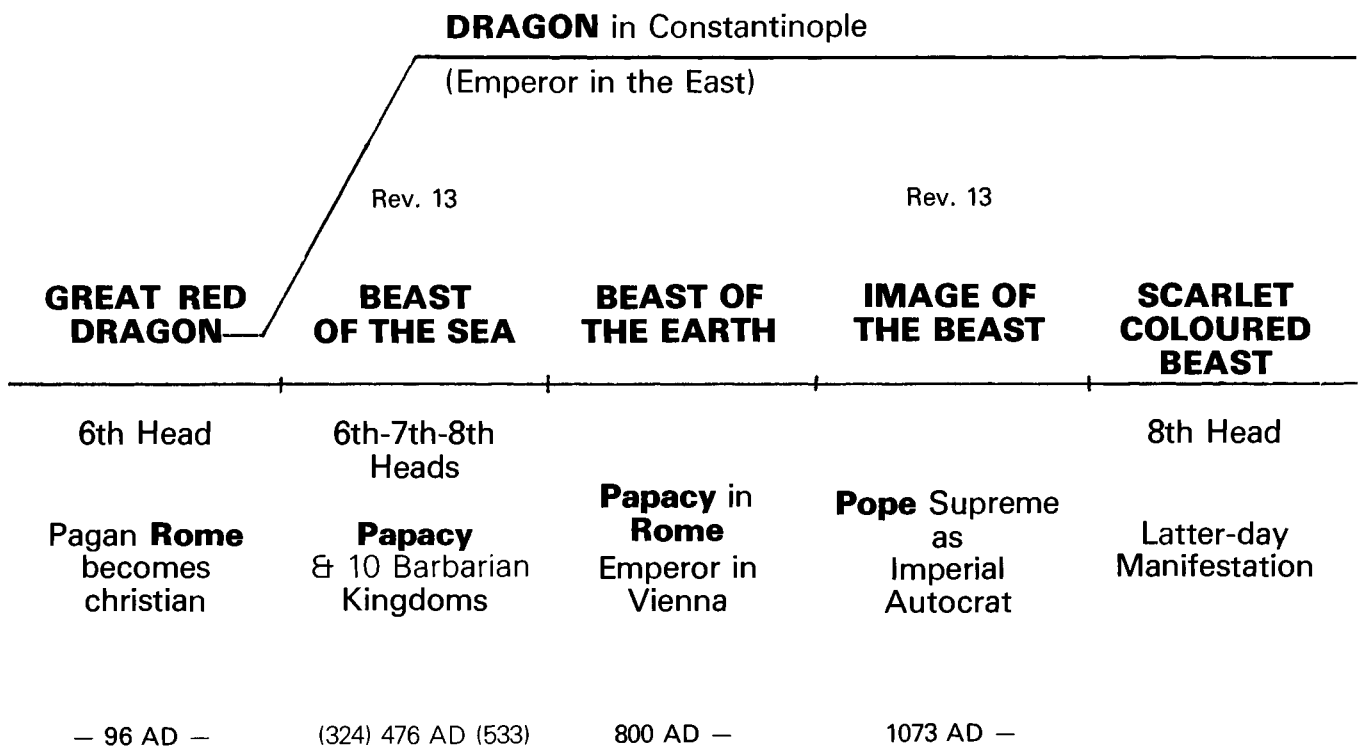 DRAGON in Constantinople
(Emperor in the East)
Rev. 13
Rev. 13
GREAT RED
DRAGON
BEAST
OF THE SEA
BEAST OF
THE EARTH
IMAGE OF
THE BEAST
SCARLET
COLOURED
BEAST
6th Head
6th-7th-8th
Heads
8th Head
Pagan Rome
becomes
christian
Papacy
& 10 Barbarian
Kingdoms
Papacy in
Rome
Emperor in
Vienna
Pope Supreme
as
Imperial
Autocrat
Latter-day
Manifestation
— 96 AD —
(324) 476 AD (533)
800 AD —
1073 AD —